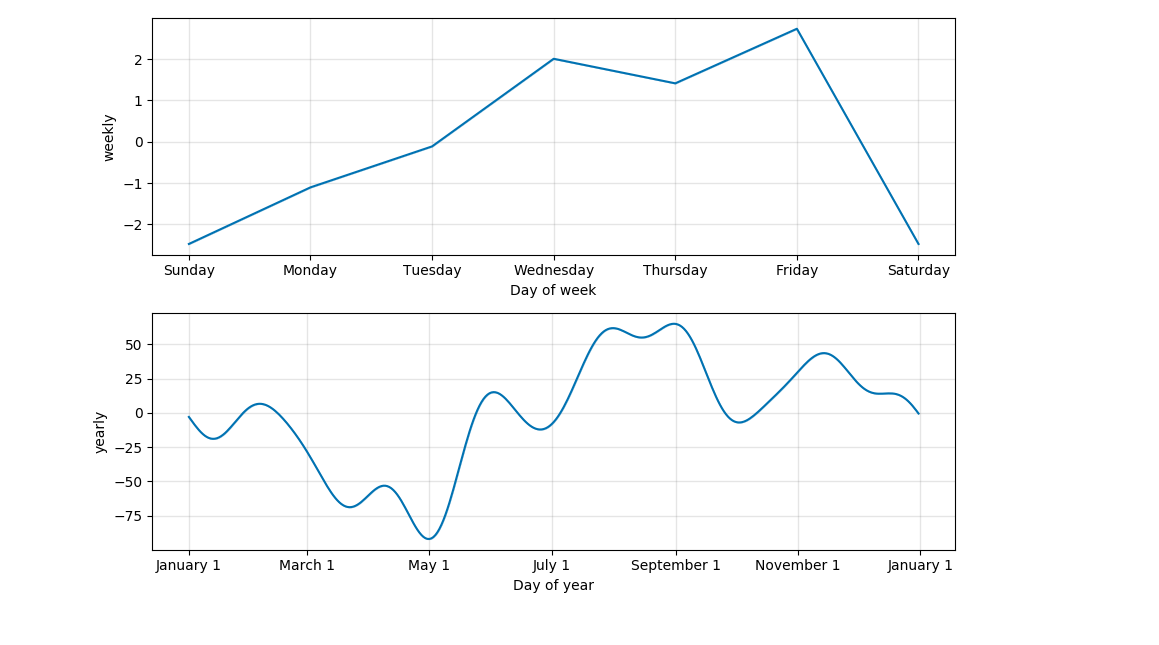 2
1
0
−1
−2
weekly
Sunday Monday Tuesday Wednesday Thursday Friday Saturday
Day of week
50
25
0
−25
−50
−75
yearly
January 1 March 1 May 1 July 1 September 1 November 1 January 1
Day of year